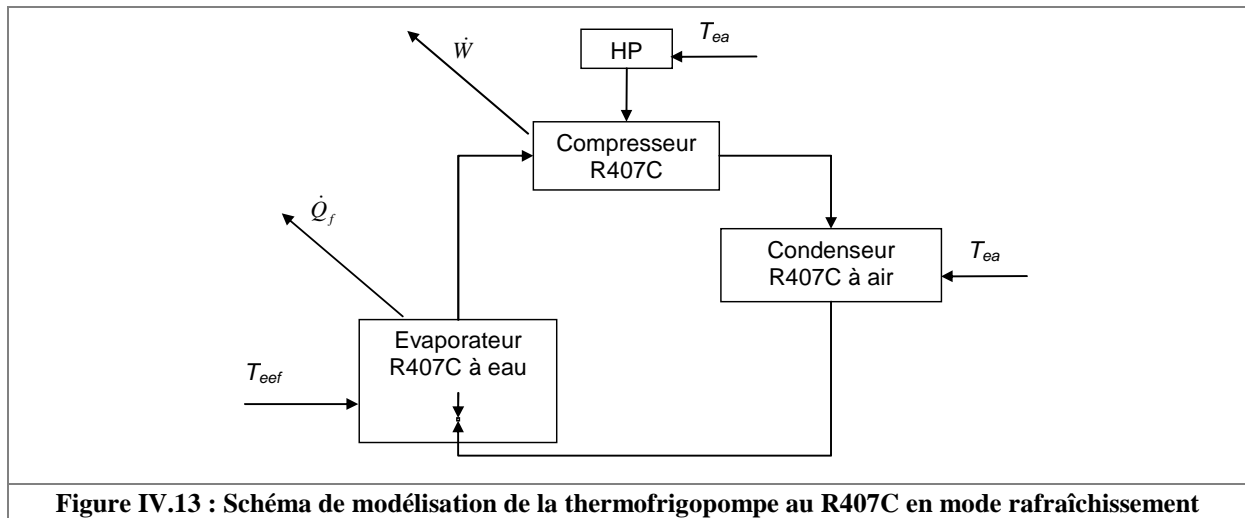 Ẇ
HP
T_ea
Compresseur
R407C
Q̇_f
Condenseur
R407C à air
T_ea
Evaporateur
R407C à eau
T_eef
Figure IV.13 : Schéma de modélisation de la thermofrigopompe au R407C en mode rafraîchissement